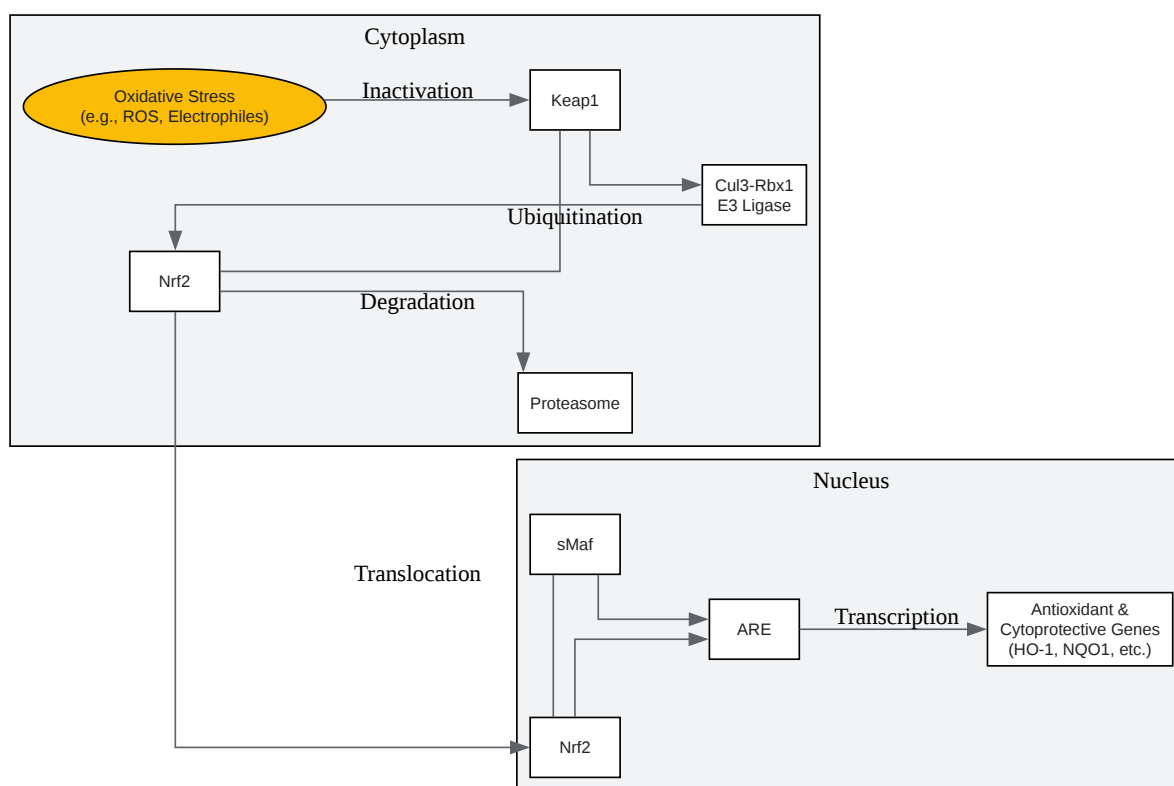 Cytoplasm
Oxidative Stress
(e.g., ROS, Electrophiles)
Inactivation
Keap1
Cul3-Rbx1
E3 Ligase
Ubiquitination
Nrf2
Degradation
Proteasome
Nucleus
sMaf
Translocation
ARE
Transcription
Antioxidant &
Cytoprotective Genes
(HO-1, NQO1, etc.)
Nrf2